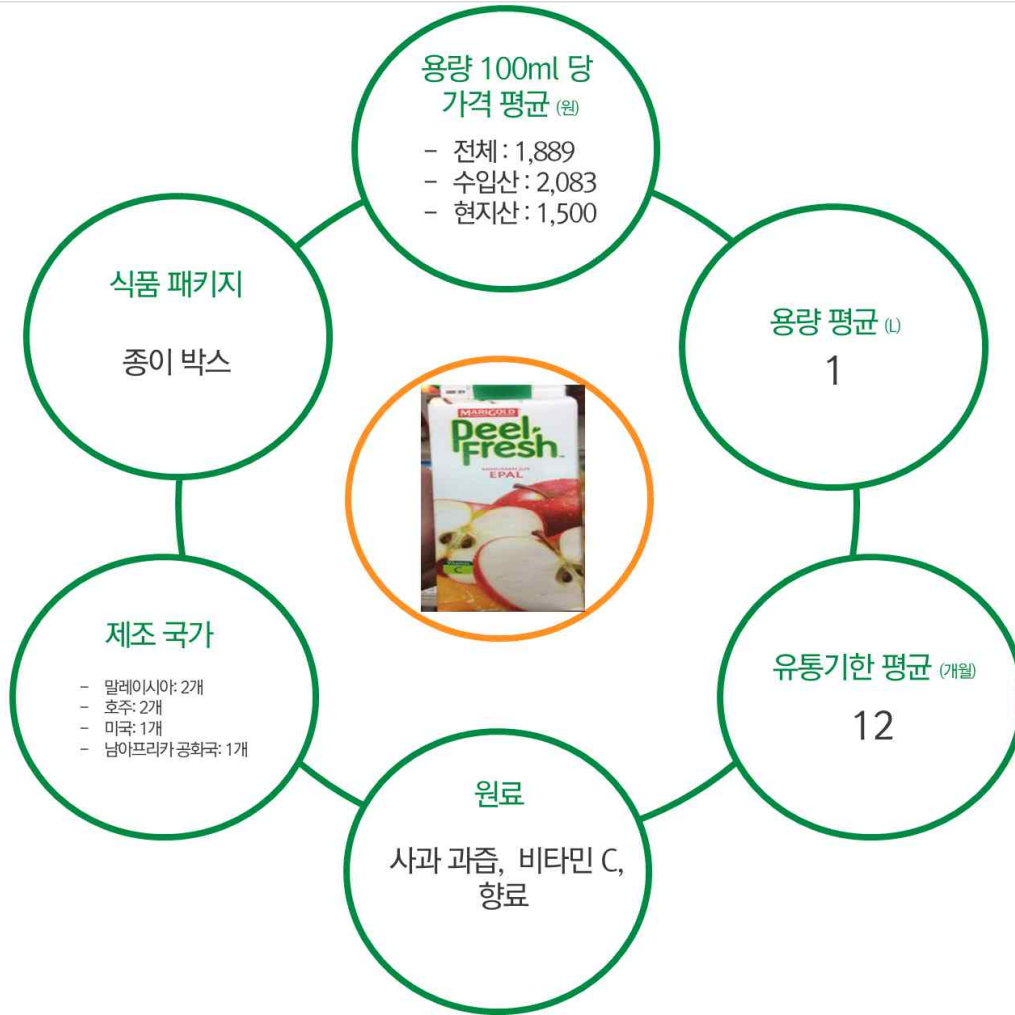 용량 100ml 당
가격 평균 (원)
- 전체 : 1,889
- 수입산 : 2,083
- 현지산 : 1,500
식품 패키지
종이 박스
용량 평균 (L)
1
MARIGOLD
Peel
Fresh
EPAL
C
제조 국가
- 말레이시아: 2개
- 호주: 2개
- 미국: 1개
- 남아프리카 공화국: 1개
유통기한 평균 (개월)
12
원료
사과 과즙, 비타민 C,
향료